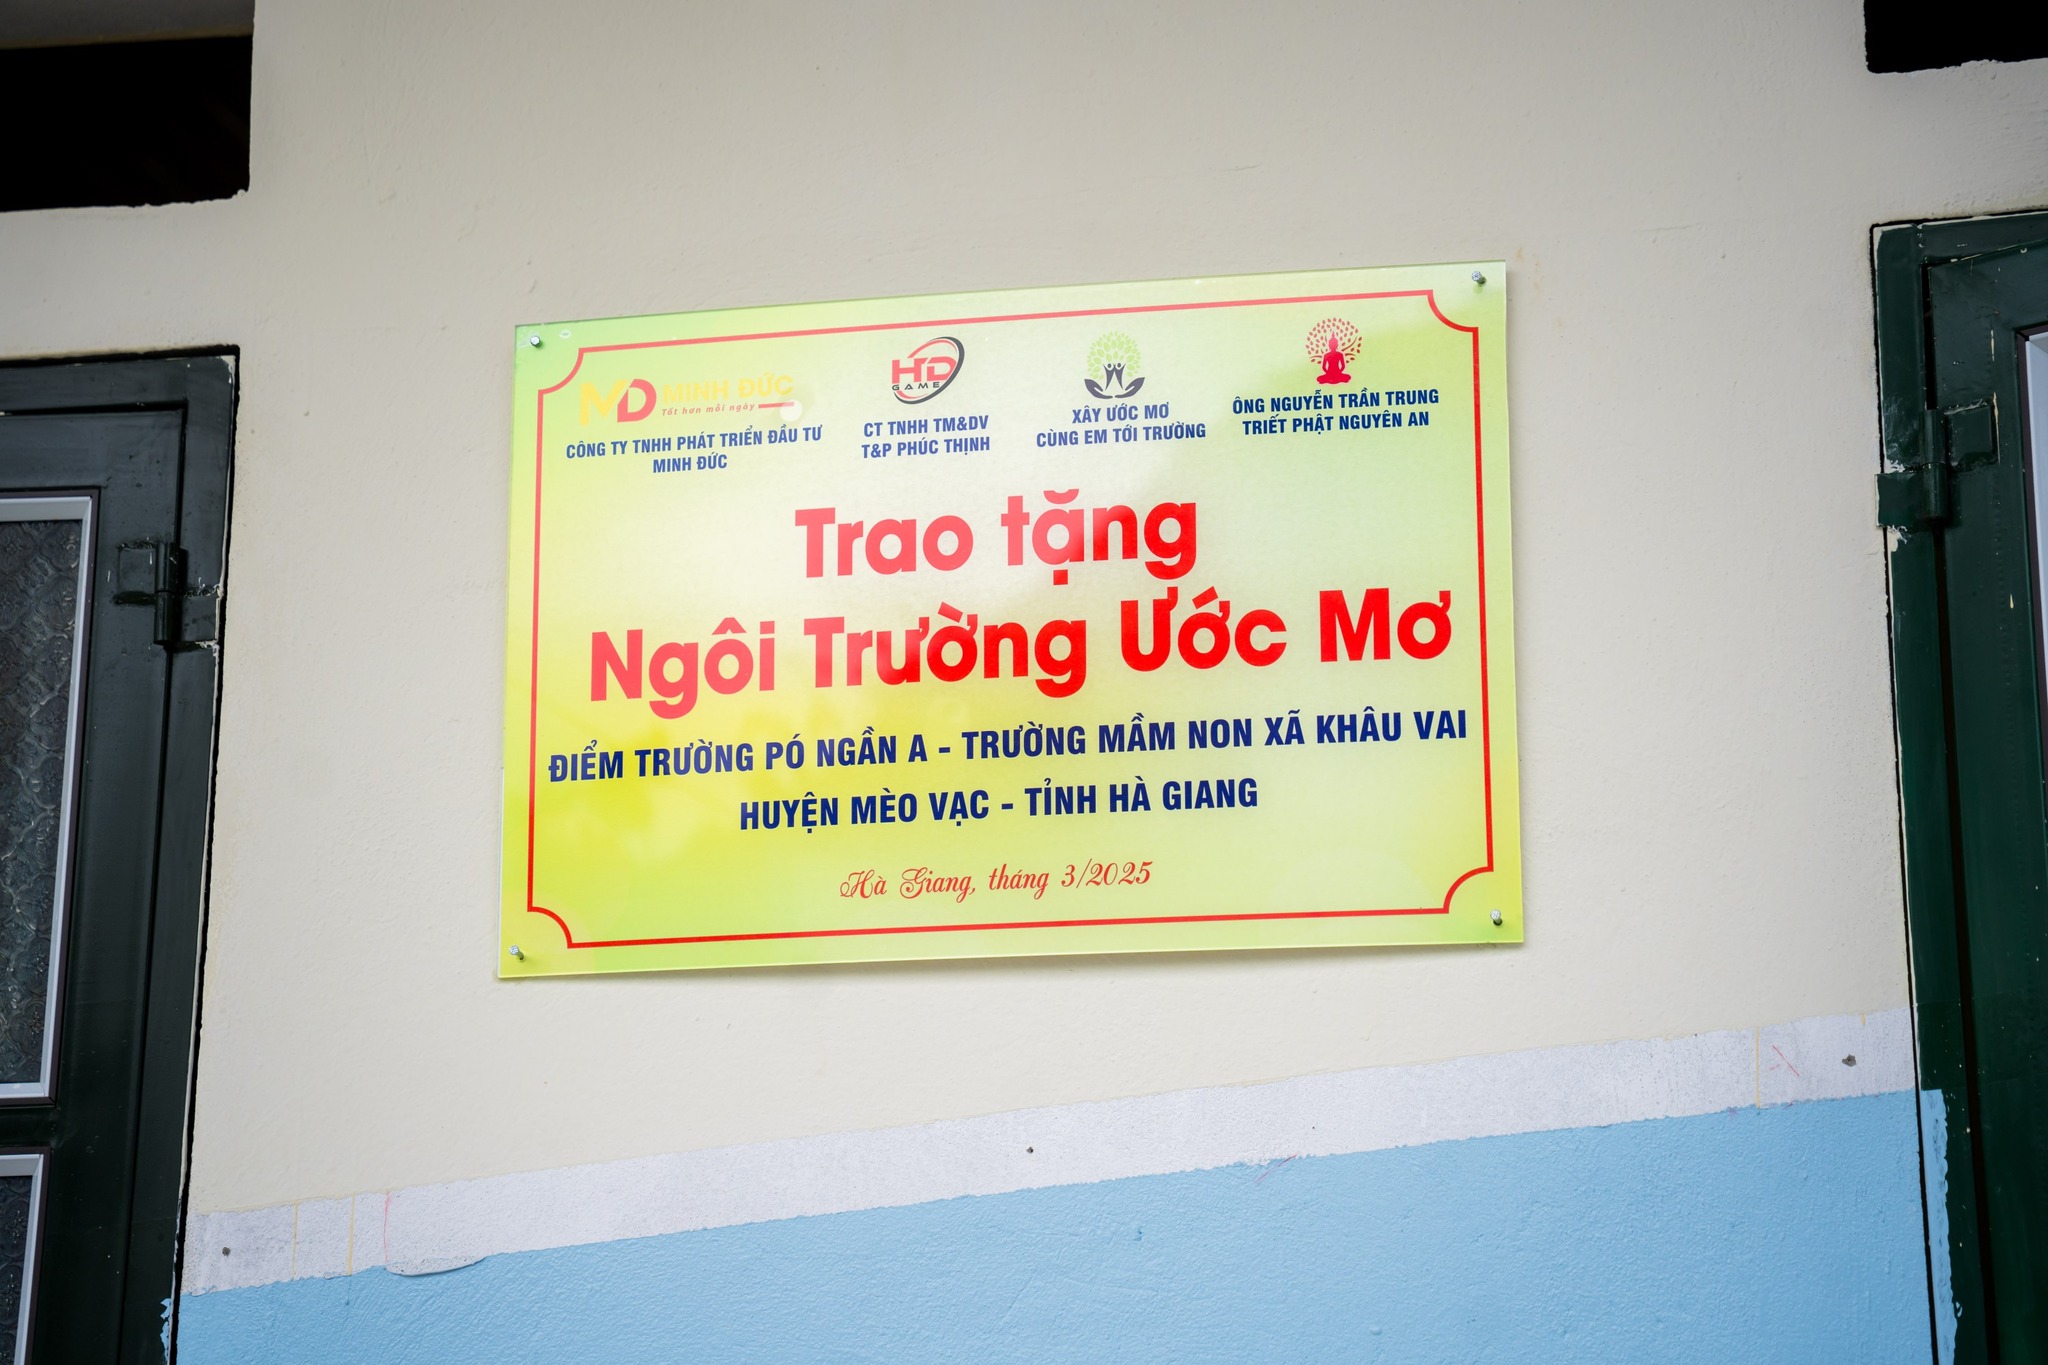 MD MINH ĐỨC
Tốt hơn mỗi ngày
CÔNG TY TNHH PHÁT TRIỂN ĐẦU TƯ
MINH ĐỨC
HD
GAME
CT TNHH TM&DV
T&P PHÚC THỊNH
XÂY ƯỚC MƠ
CÙNG EM TỚI TRƯỜNG
ÔNG NGUYỄN TRẦN TRUNG
TRIẾT PHẬT NGUYÊN AN
Trao tặng
Ngôi Trường Ước Mơ
ĐIỂM TRƯỜNG PÓ NGẦN A - TRƯỜNG MẦM NON XÃ KHÂU VAI
HUYỆN MÈO VẠC - TỈNH HÀ GIANG
Hà Giang, tháng 3/2025